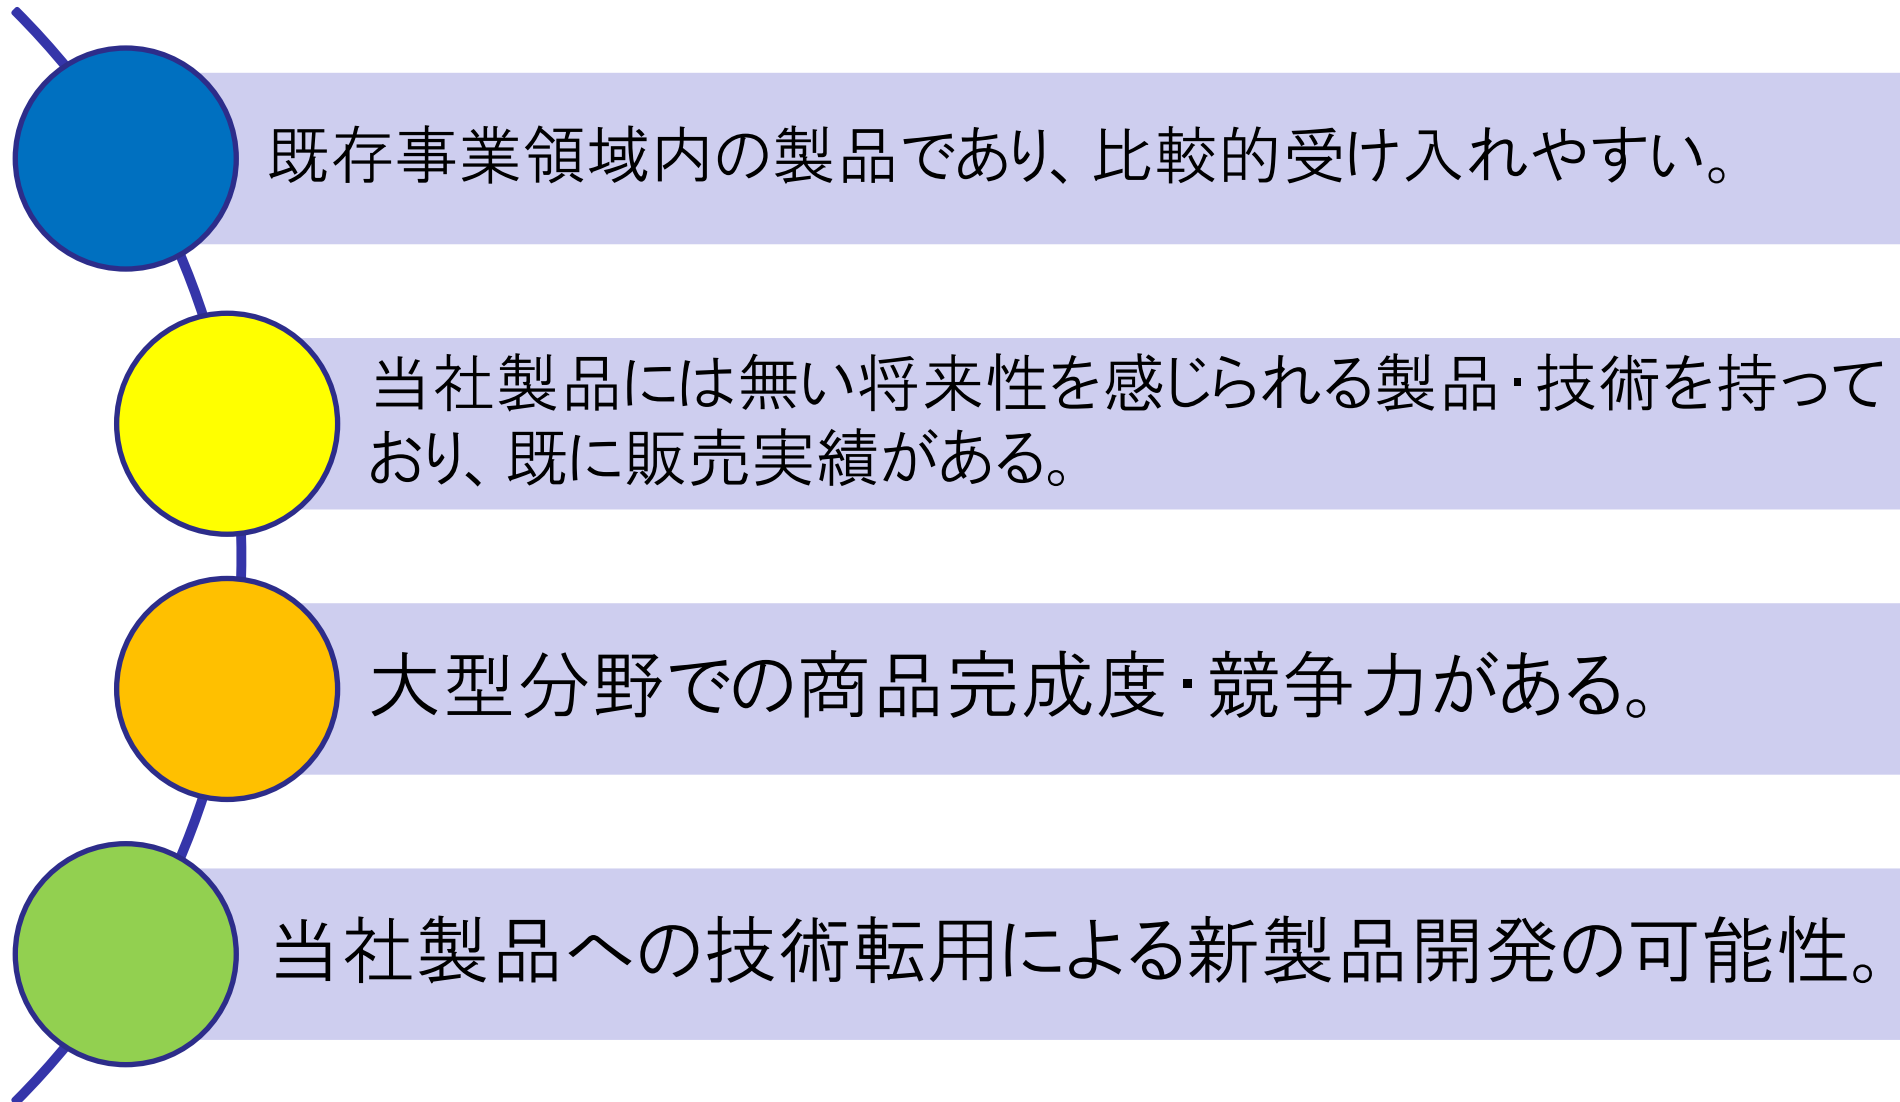 既存事業領域内の製品であり、比較的受け入れやすい。
当社製品には無い将来性を感じられる製品・技術を持って
おり、既に販売実績がある。
大型分野での商品完成度・競争力がある。
当社製品への技術転用による新製品開発の可能性。